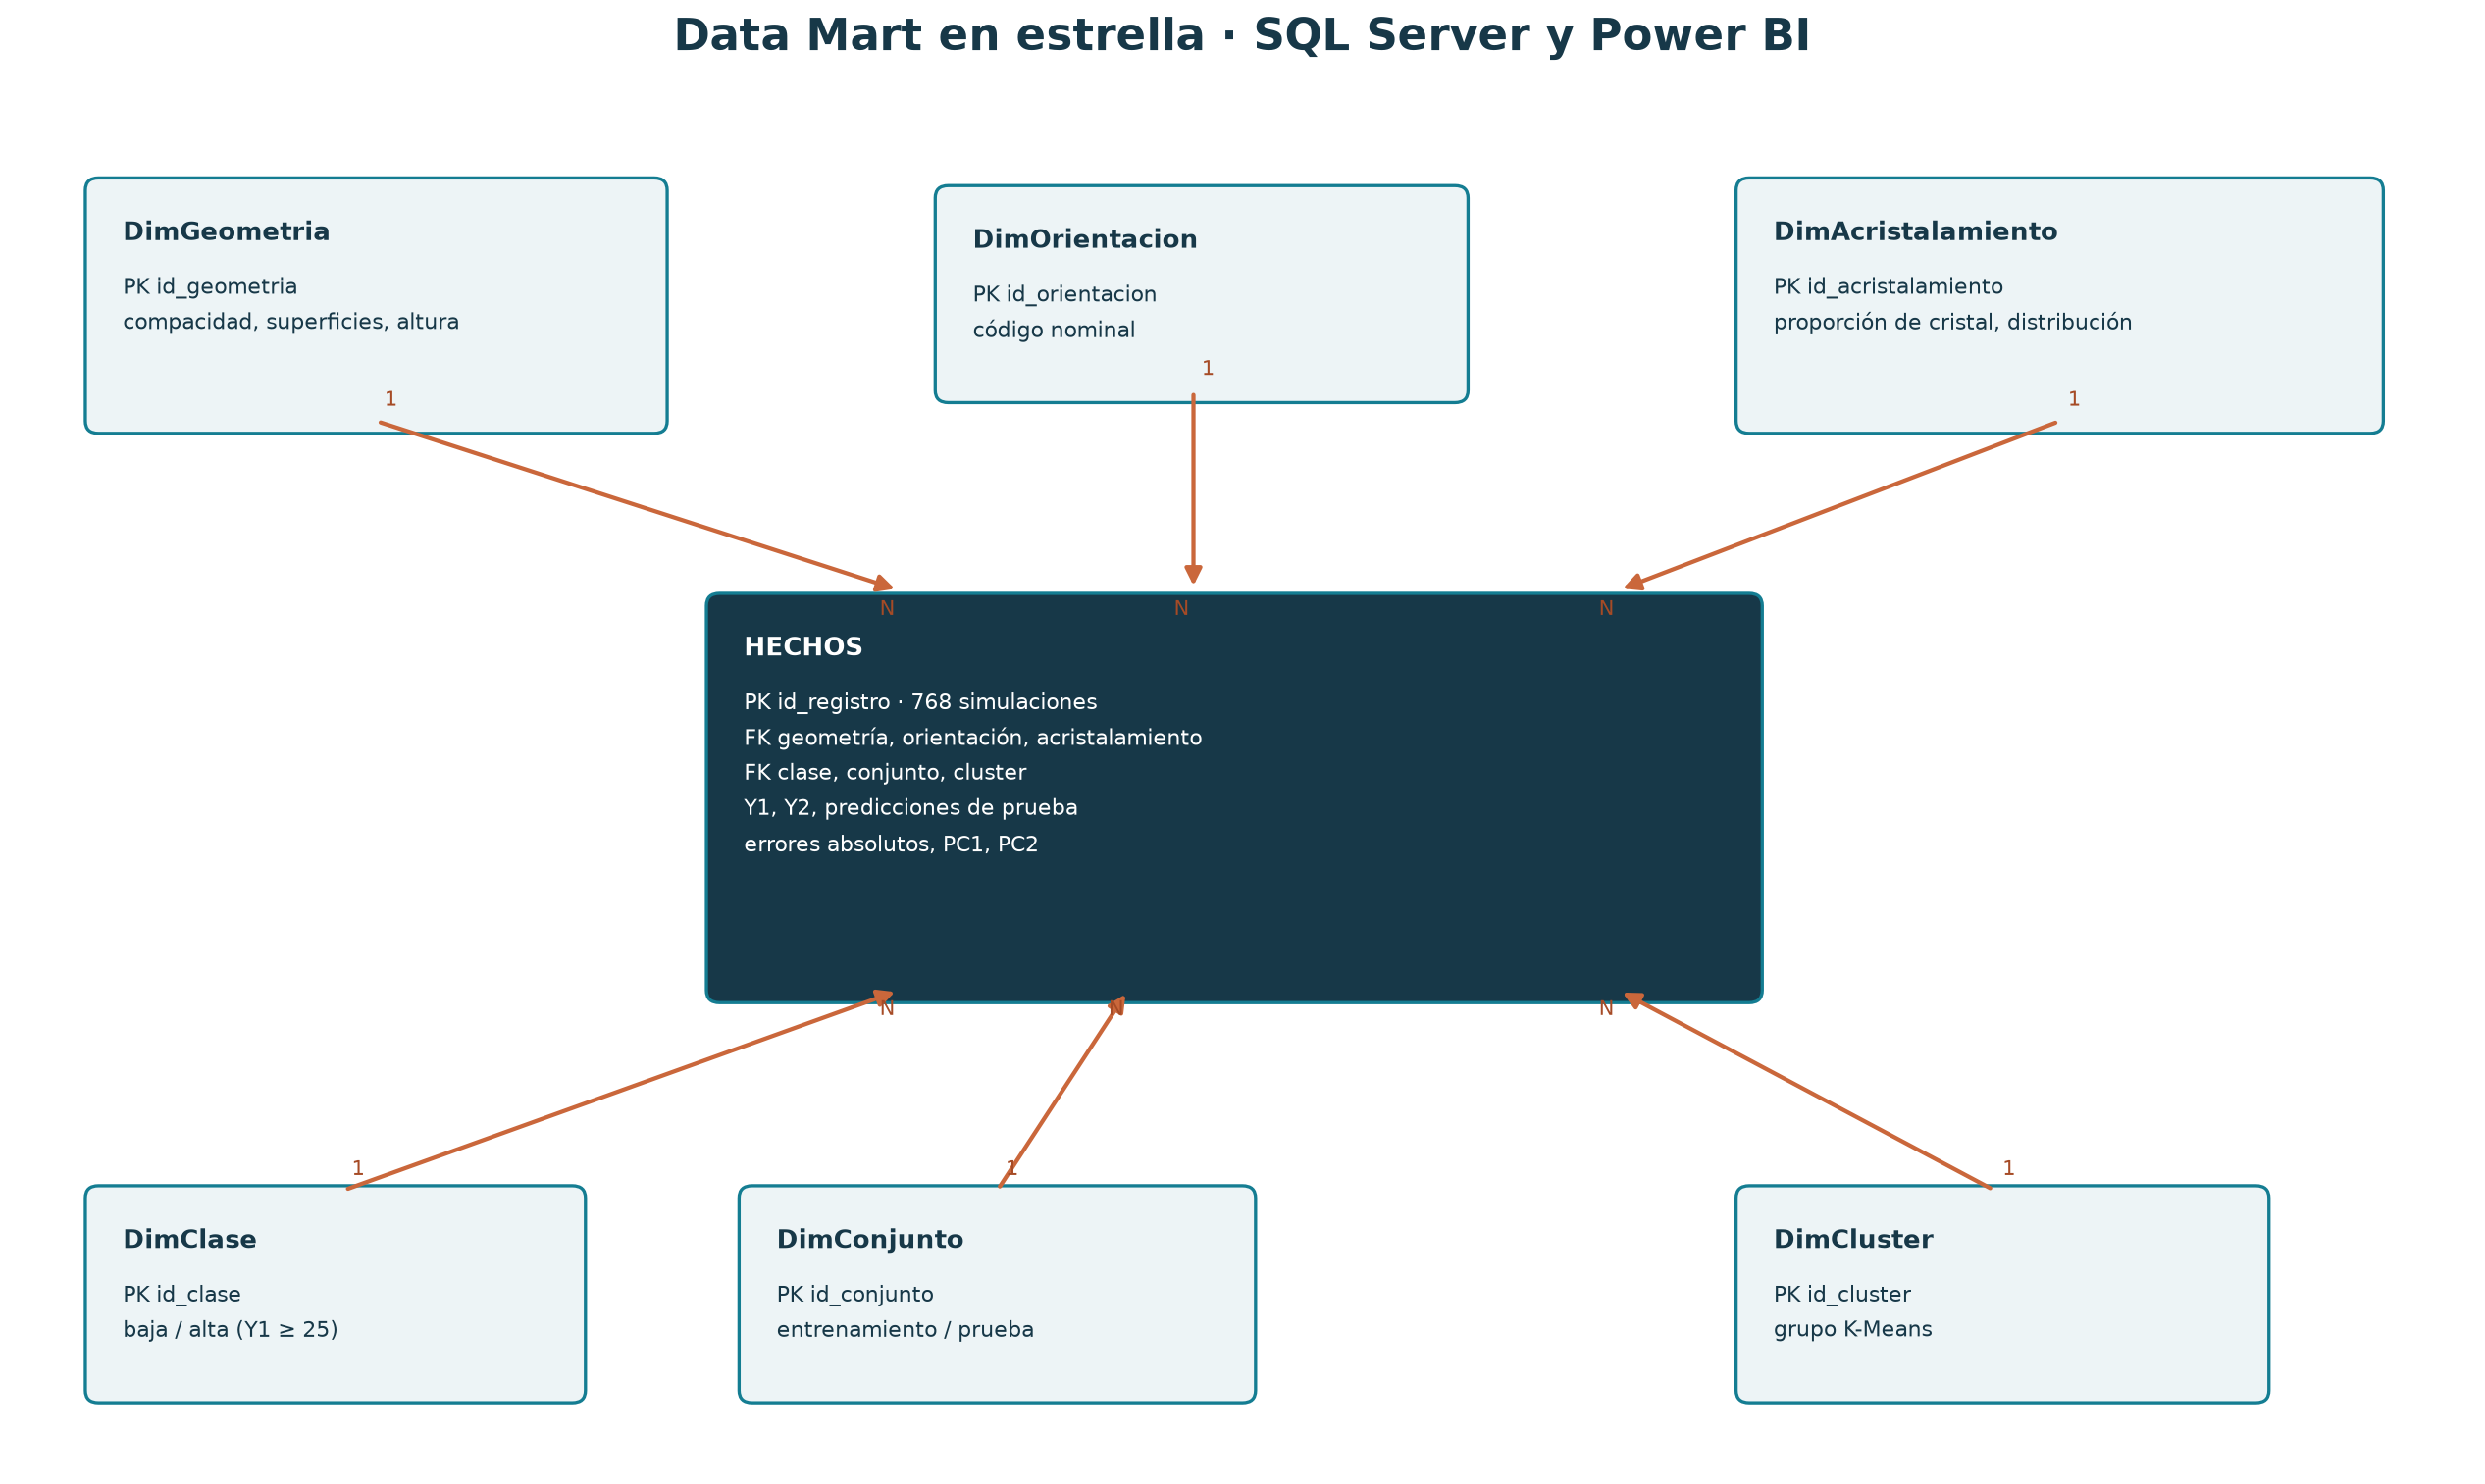 Data Mart en estrella · SQL Server y Power BI
DimGeometria
PK id_geometria
compacidad, superficies, altura
1
DimOrientacion
PK id_orientacion
código nominal
1
DimAcristalamiento
PK id_acristalamiento
proporción de cristal, distribución
1
N
N
N
HECHOS
PK id_registro · 768 simulaciones
FK geometría, orientación, acristalamiento
FK clase, conjunto, cluster
Y1, Y2, predicciones de prueba
errores absolutos, PC1, PC2
N
N
N
1
DimClase
PK id_clase
baja / alta (Y1 ≥ 25)
1
DimConjunto
PK id_conjunto
entrenamiento / prueba
1
DimCluster
PK id_cluster
grupo K-Means